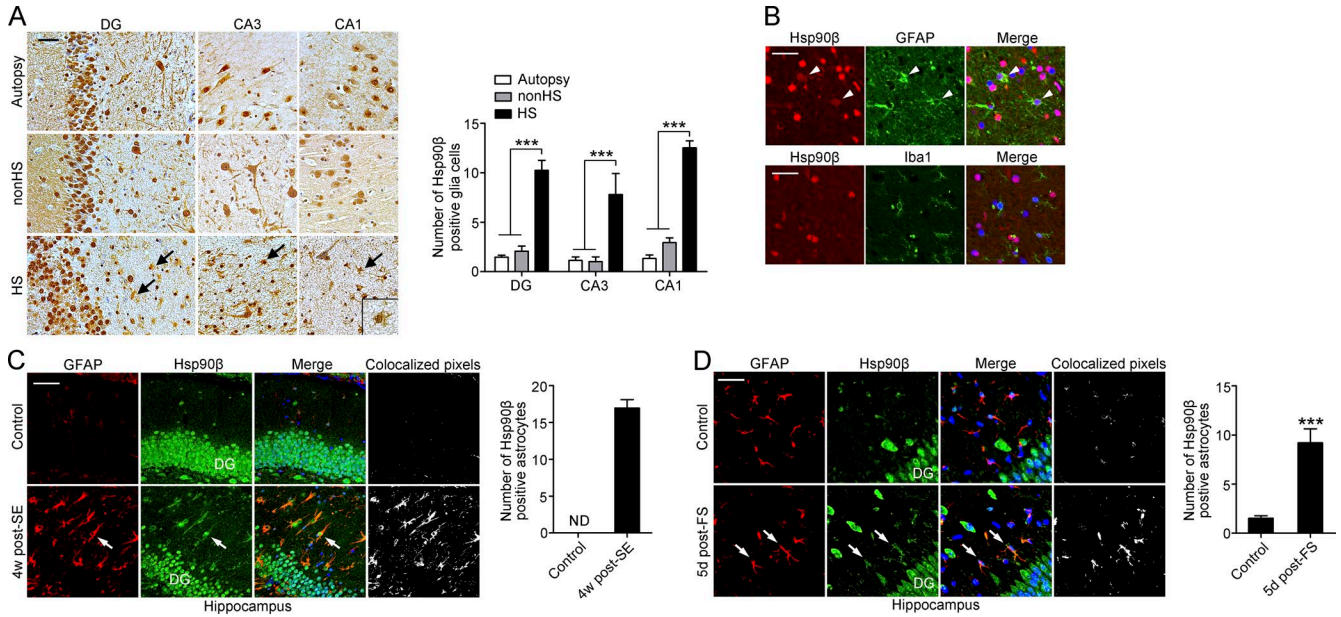 A
DG
CA3
CA1
Autopsy
nonHS
HS
Number of Hsp90β
positive glia cells
15
10
5
0
Autopsy
nonHS
HS
***
***
***
DG
CA3
CA1
B
Hsp90β
GFAP
Merge
Hsp90β
Iba1
Merge
C
GFAP
Hsp90β
Merge
Colocalized pixels
Control
DG
4w post-SE
DG
Hippocampus
Number of Hsp90β
positive astrocytes
20
15
10
5
0
ND
Control
4w post-SE
D
GFAP
Hsp90β
Merge
Colocalized pixels
Control
DG
5d post-FS
DG
Hippocampus
Number of Hsp90β
positive astrocytes
15
10
5
0
***
Control
5d post-FS